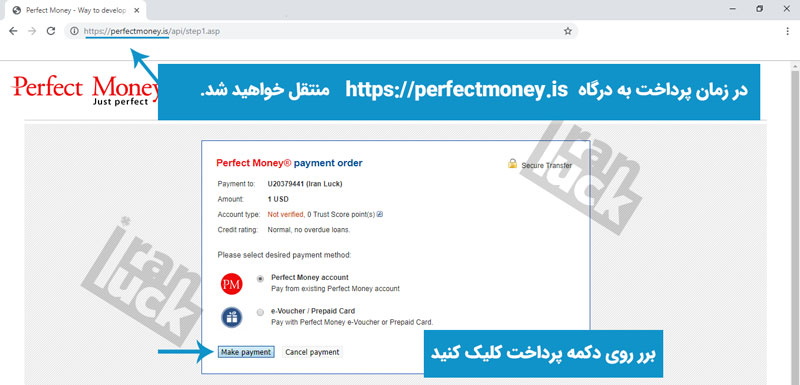 Perfect Money - Way to develop
https://perfectmoney.is/api/step1.asp
Perfect Money
Just perfect
در زمان پرداخت به درگاه https://perfectmoney.is منتقل خواهید شد.
Perfect Money® payment order
Secure Transfer
Payment to: U20379441 (Iran Luck)
Amount: 1 USD
Account type: Not verified, 0 Trust Score point(s)
Credit rating: Normal, no overdue loans.
Please select desired payment method:
PM
Perfect Money account
Pay from existing Perfect Money account
e-Voucher / Prepaid Card
Pay with Perfect Money e-Voucher or Prepaid Card.
Make payment
Cancel payment
برر روی دکمه پرداخت کلیک کنید
iran luck
iran luck